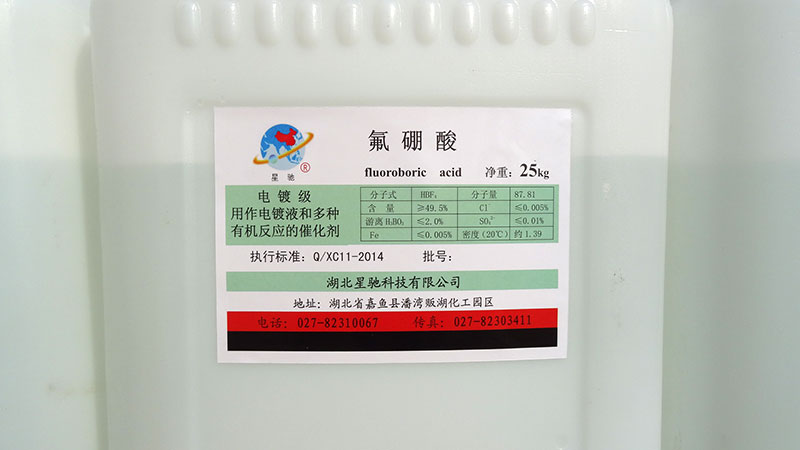 氟硼酸
fluoroboric acid 净重：25kg
星驰 ®
电镀级
用作电镀液和多种
有机反应的催化剂
分子式 HBF₄ 分子量 87.81
含量 ≥49.5% Cl⁻ ≤0.005%
游离H₃BO₃ ≤2.0% SO₄²⁻ ≤0.01%
Fe ≤0.005% 密度(20℃) 约1.39
执行标准：Q/XC11-2014 批号：
湖北星驰科技有限公司
地址：湖北省嘉鱼县潘湾畈湖化工园区
电话：027-82310067 传真：027-82303411